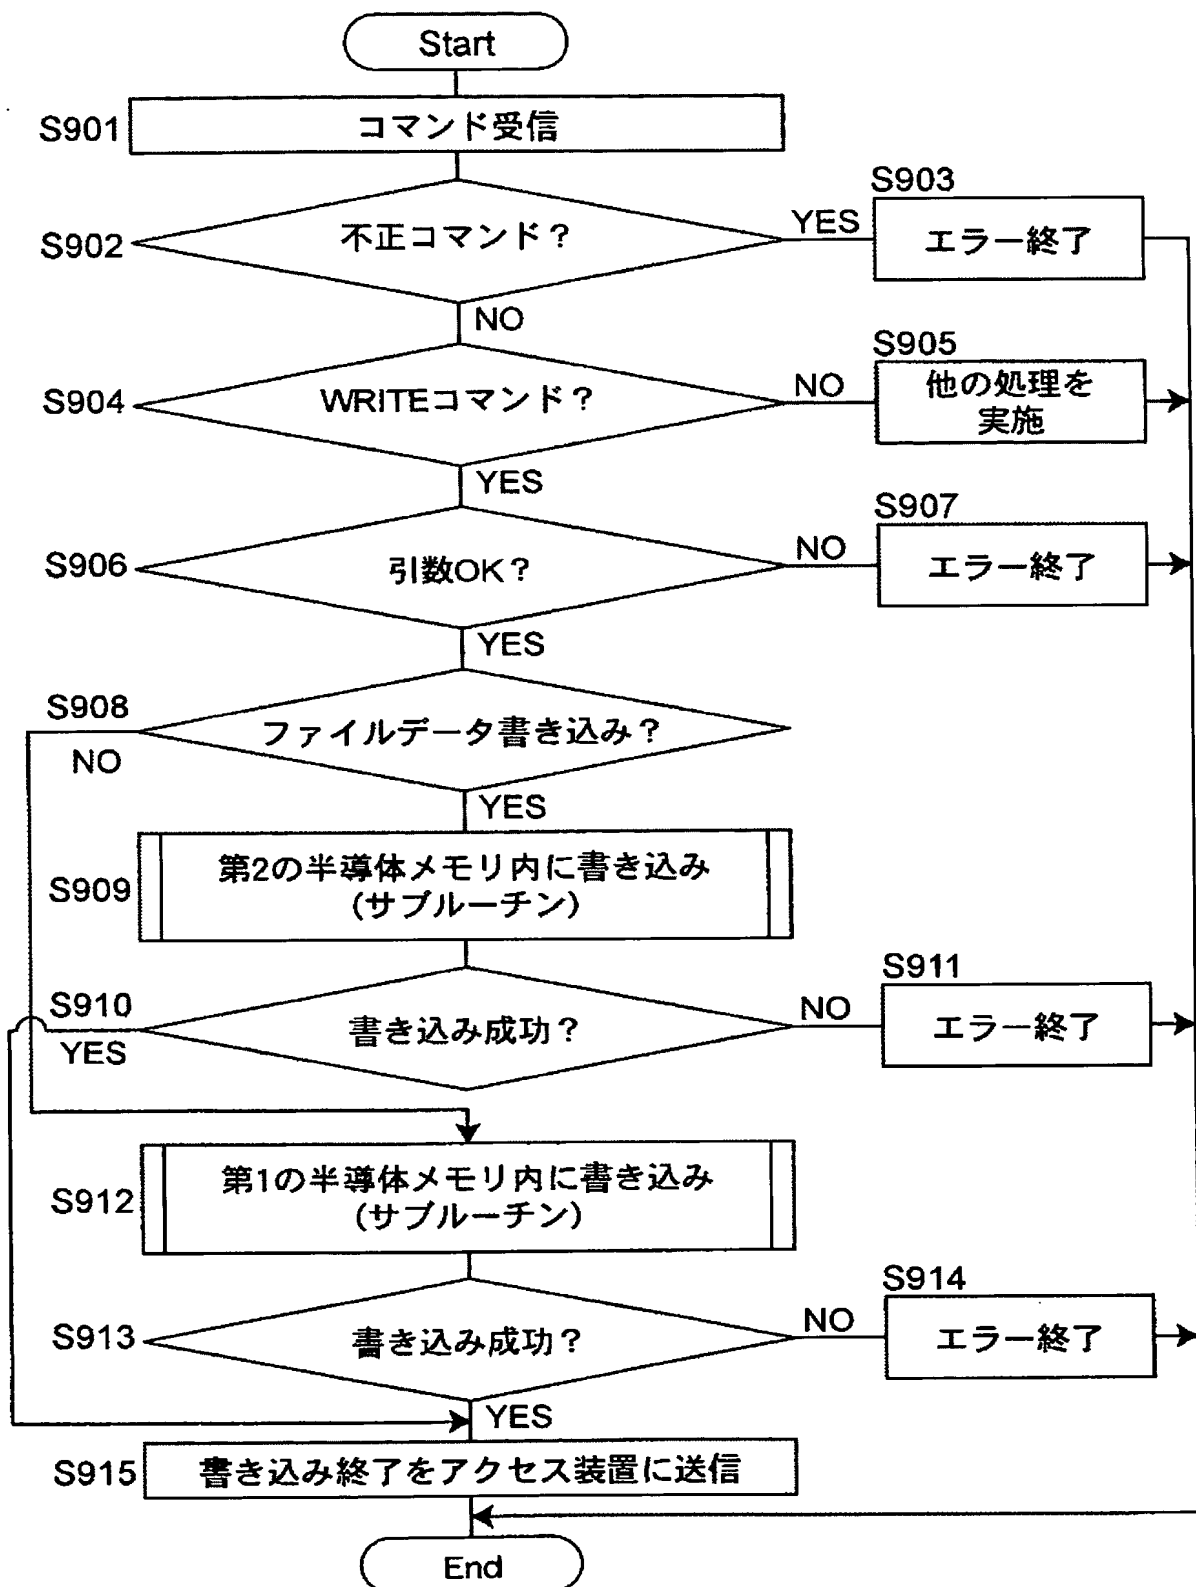 Start
S901
コマンド受信
S903
S902
不正コマンド?
YES
エラー終了
NO
S905
S904
WRITEコマンド?
NO
他の処理を
実施
YES
S907
S906
引数OK?
NO
エラー終了
YES
S908
ファイルデータ書き込み?
NO
YES
S909
第2の半導体メモリ内に書き込み
(サブルーチン)
S911
S910
書き込み成功?
NO
エラー終了
YES
S912
第1の半導体メモリ内に書き込み
(サブルーチン)
S914
S913
書き込み成功?
NO
エラー終了
YES
S915
書き込み終了をアクセス装置に送信
End